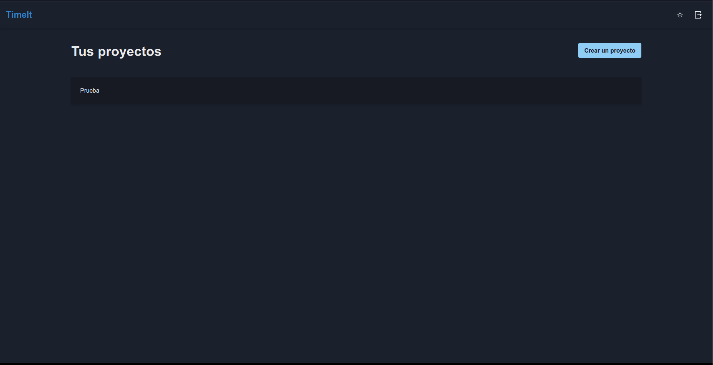 TimeIt
Tus proyectos
Crear un proyecto
Prueba